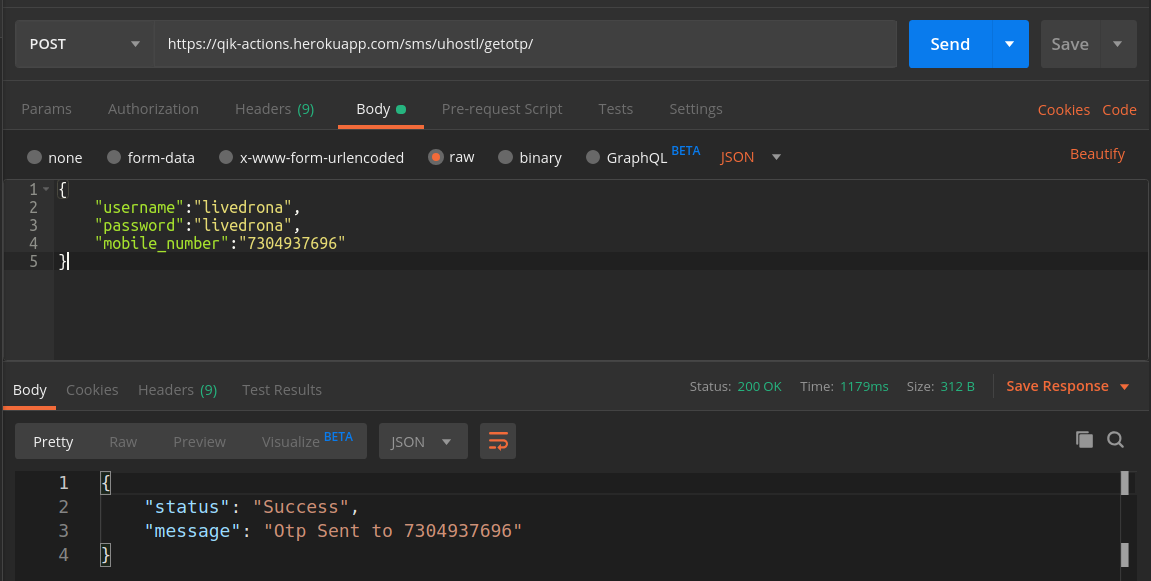 POST https://qik-actions.herokuapp.com/sms/uhostl/getotp/ Send Save
Params Authorization Headers (9) Body Pre-request Script Tests Settings Cookies Code
none form-data x-www-form-urlencoded raw binary GraphQL BETA JSON Beautify
1 {
2 "username":"livedrona",
3 "password":"livedrona",
4 "mobile_number":"7304937696"
5 }
Body Cookies Headers (9) Test Results Status: 200 OK Time: 1179ms Size: 312 B Save Response
Pretty Raw Preview Visualize BETA JSON
1 {
2 "status": "Success",
3 "message": "Otp Sent to 7304937696"
4 }